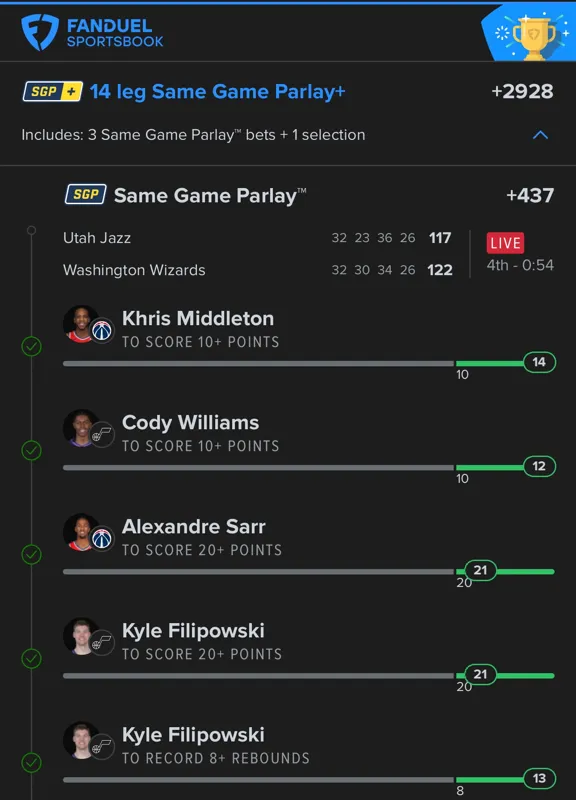 FANDUEL
SPORTSBOOK
SGP + 14 leg Same Game Parlay+ +2928
Includes: 3 Same Game Parlay™ bets + 1 selection
SGP Same Game Parlay™ +437
Utah Jazz 32 23 36 26 117
LIVE
4th - 0:54
Washington Wizards 32 30 34 26 122
Khris Middleton
TO SCORE 10+ POINTS
14
10
Cody Williams
TO SCORE 10+ POINTS
12
10
Alexandre Sarr
TO SCORE 20+ POINTS
21
20
Kyle Filipowski
TO SCORE 20+ POINTS
21
20
Kyle Filipowski
TO RECORD 8+ REBOUNDS
13
8